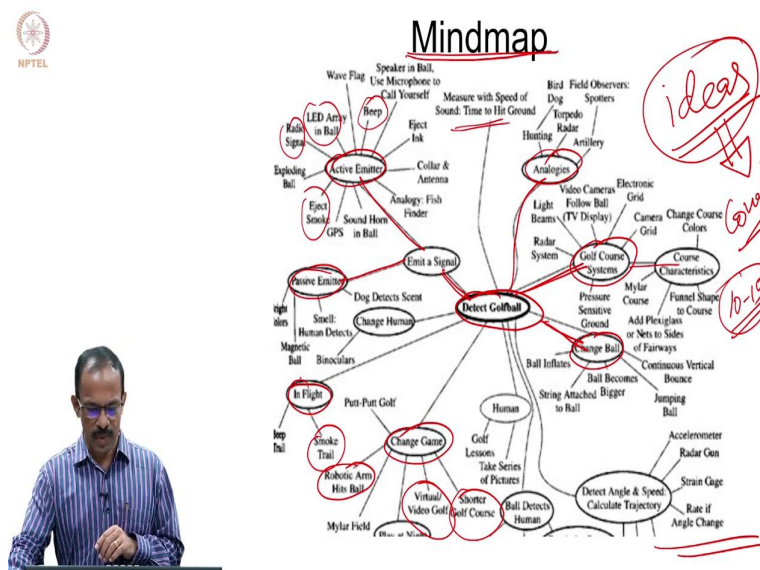 Mindmap
NPTEL
ideas
10-1
Wave Flag
Speaker in Ball,
Use Microphone to
Call Yourself
LED Array
in Ball
Beep
Signal
Eject
Ink
Exploding
Ball
Active Emitter
Collar &
Antenna
Eject
Smoke
GPS
Sound Horn
in Ball
Analogy: Fish
Finder
Measure with Speed of
Sound: Time to Hit Ground
Bird
Dog
Field Observers:
Spotters
Torpedo
Radar
Hunting
Artillery
Analogies
Video Cameras
Follow Ball
(TV Display)
Electronic
Grid
Light
Beams
Camera
Grid
Change Course
Colors
Radar
System
Golf Course
Systems
Course
Characteristics
Pressure
Sensitive
Ground
Mylar
Course
Funnel Shape
to Course
Add Plexiglass
or Nets to Sides
of Fairways
Emit a Signal
Passive Emitter
Dog Detects Scent
Smell:
Human Detects
Magnetic
Ball
Change Human
Binoculars
Detect Golfball
Change Ball
Ball Inflates
Continuous Vertical
Bounce
Ball Becomes
Bigger
String Attached
to Ball
Jumping
Ball
In Flight
Smoke
Trail
Putt-Putt Golf
Change Game
Robotic Arm
Hits Ball
Virtual/
Video Golf
Shorter
Golf Course
Mylar Field
Play at Night
Human
Golf
Lessons
Take Series
of Pictures
Ball Detects
Human
Detect Angle & Speed:
Calculate Trajectory
Accelerometer
Radar Gun
Strain Gage
Rate if
Angle Change